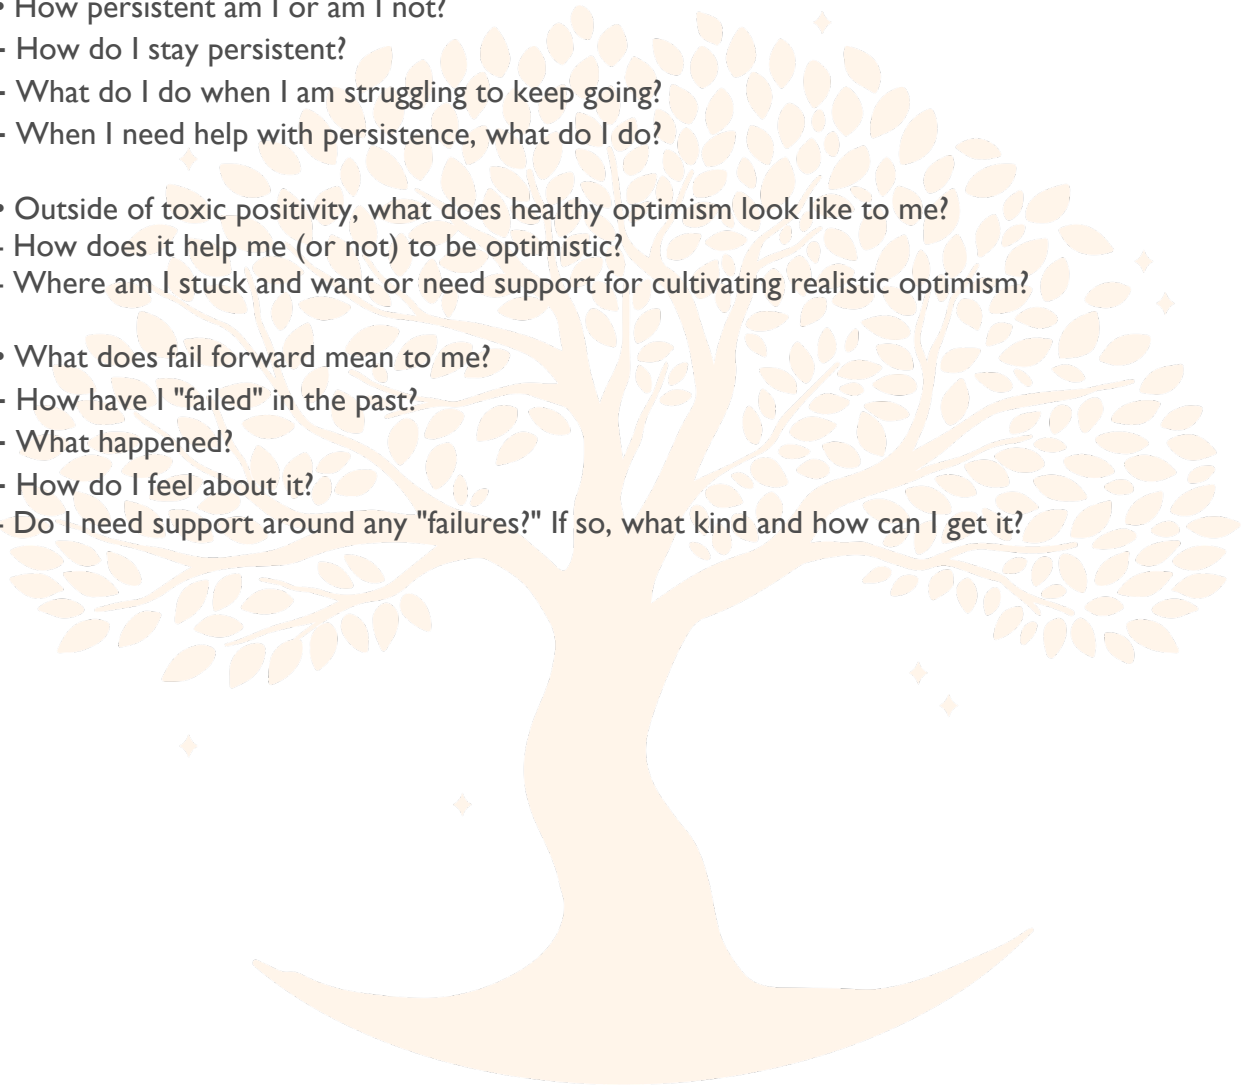 • How persistent am I or am I not?
- How do I stay persistent?
- What do I do when I am struggling to keep going?
- When I need help with persistence, what do I do?
• Outside of toxic positivity, what does healthy optimism look like to me?
- How does it help me (or not) to be optimistic?
- Where am I stuck and want or need support for cultivating realistic optimism?
• What does fail forward mean to me?
- How have I "failed" in the past?
- What happened?
- How do I feel about it?
- Do I need support around any "failures?" If so, what kind and how can I get it?